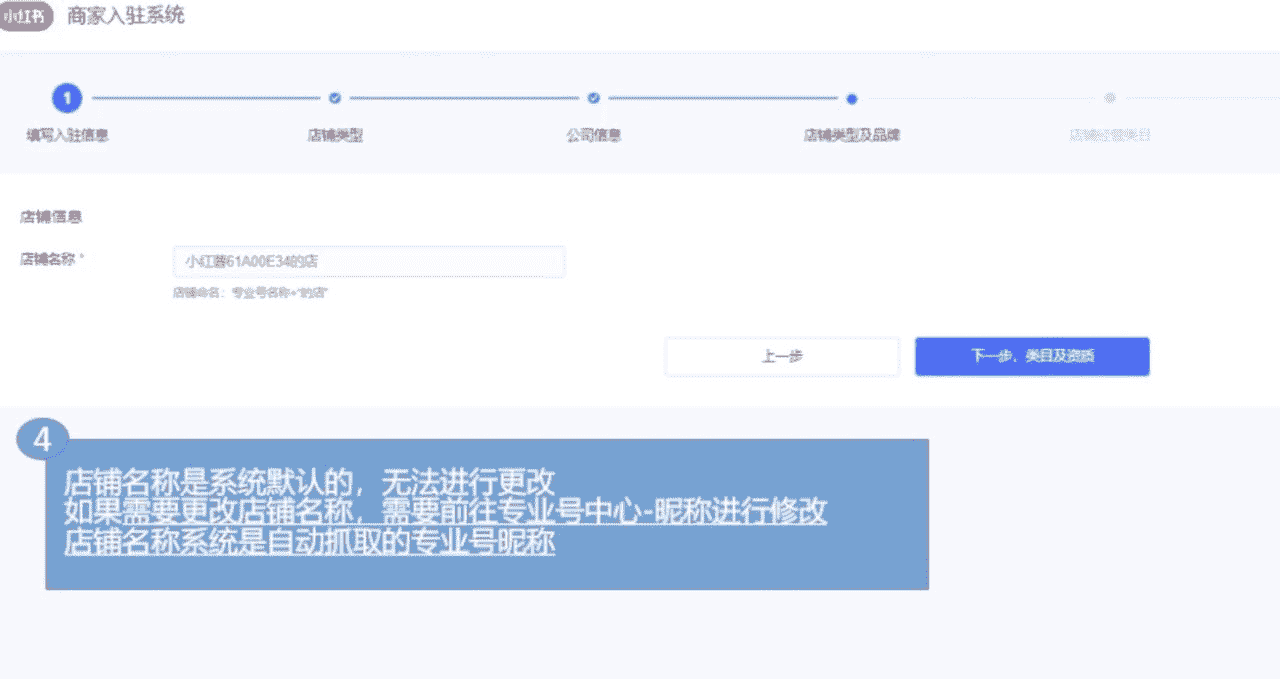 小红书 商家入驻系统
1
填写入驻信息 店铺类型 公司信息 店铺类型及品牌 店铺经营类目
店铺信息
店铺名称 * 小红薯61A00E34的店
店铺命名：专业号名称+"的店"
上一步 下一步，类目及资质
4
店铺名称是系统默认的，无法进行更改
如果需要更改店铺名称，需要前往专业号中心-昵称进行修改
店铺名称系统是自动抓取的专业号昵称